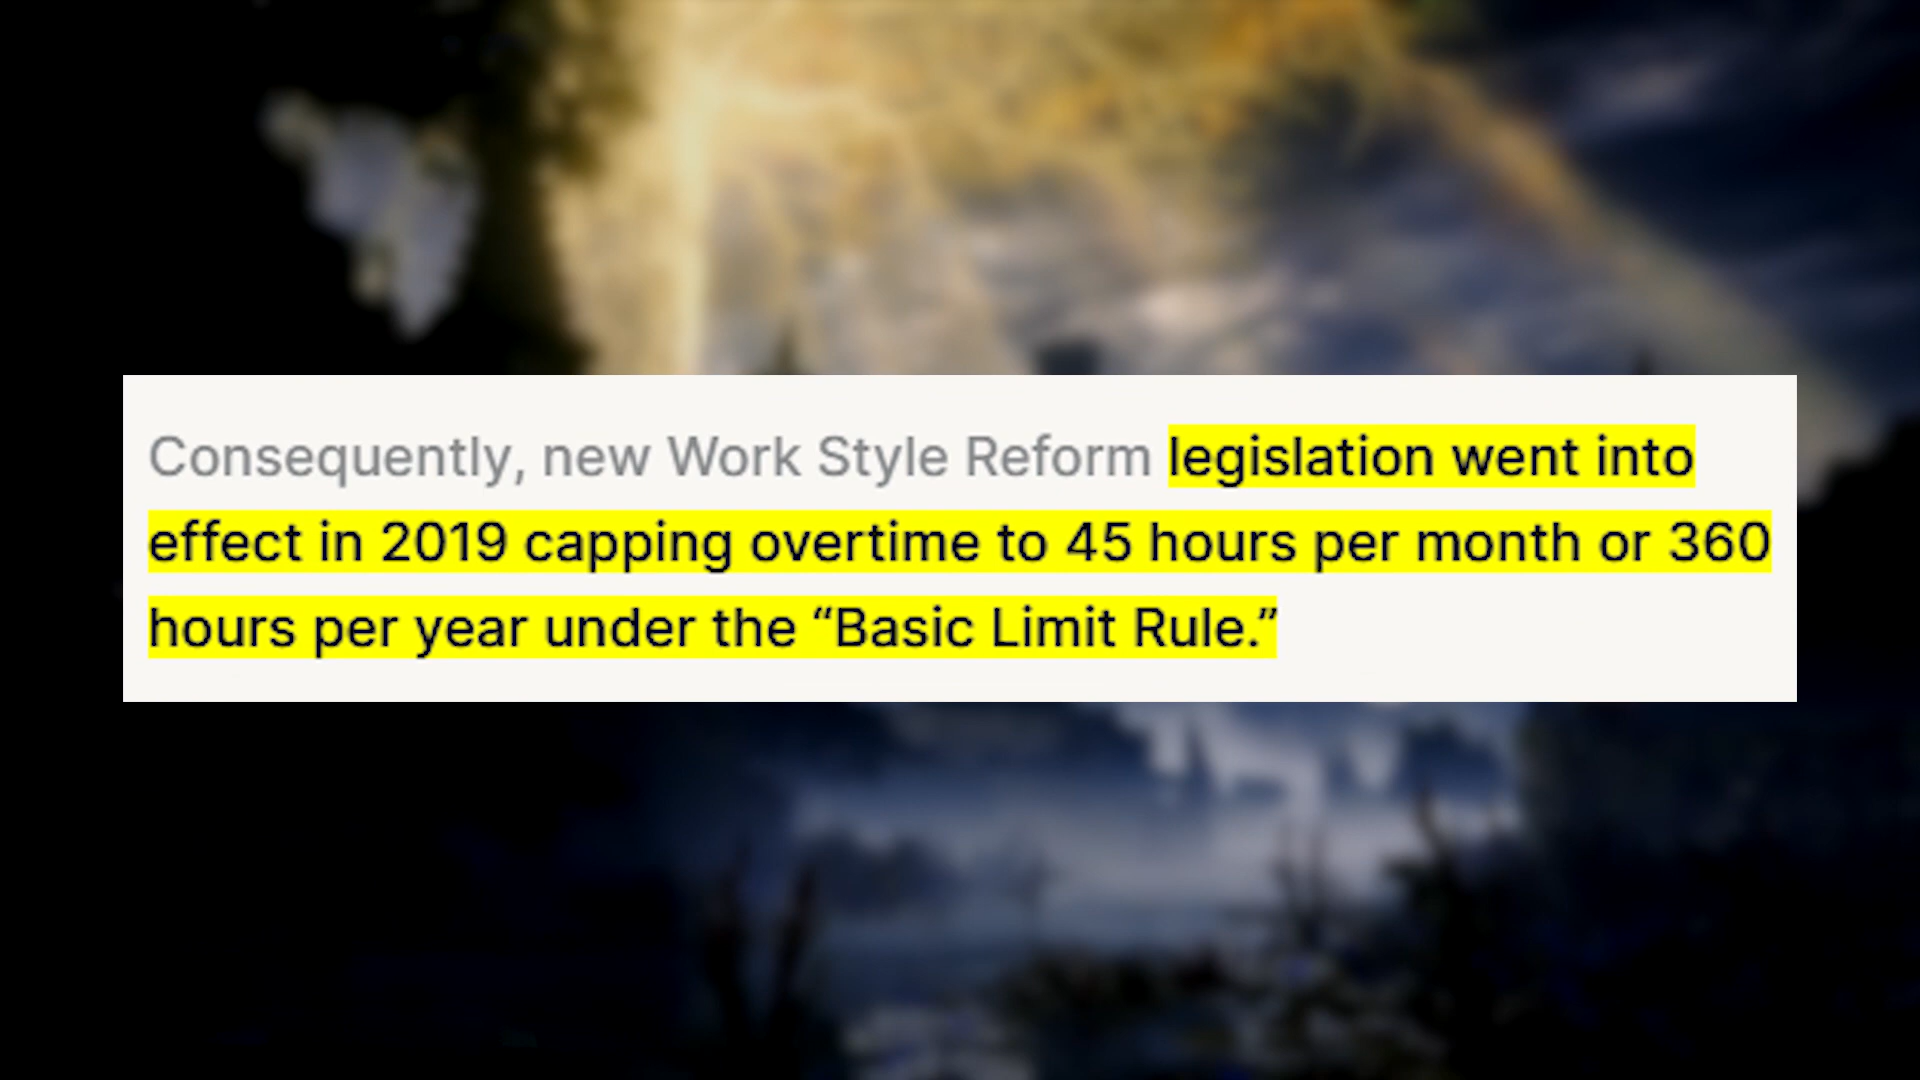 Consequently, new Work Style Reform legislation went into
effect in 2019 capping overtime to 45 hours per month or 360
hours per year under the “Basic Limit Rule.”